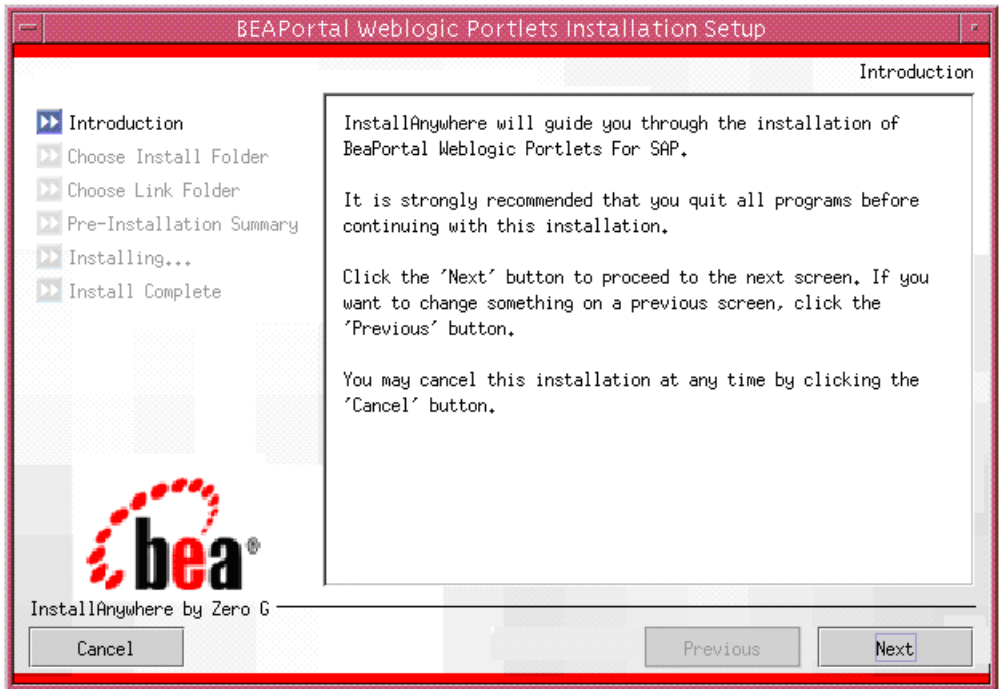 BEAPortal Weblogic Portlets Installation Setup
Introduction
Introduction
Choose Install Folder
Choose Link Folder
Pre-Installation Summary
Installing...
Install Complete
InstallAnywhere will guide you through the installation of
BeaPortal Weblogic Portlets For SAP.
It is strongly recommended that you quit all programs before
continuing with this installation.
Click the ′Next′ button to proceed to the next screen. If you
want to change something on a previous screen, click the
′Previous′ button.
You may cancel this installation at any time by clicking the
′Cancel′ button.
bea®
InstallAnywhere by Zero G
Cancel
Previous
Next